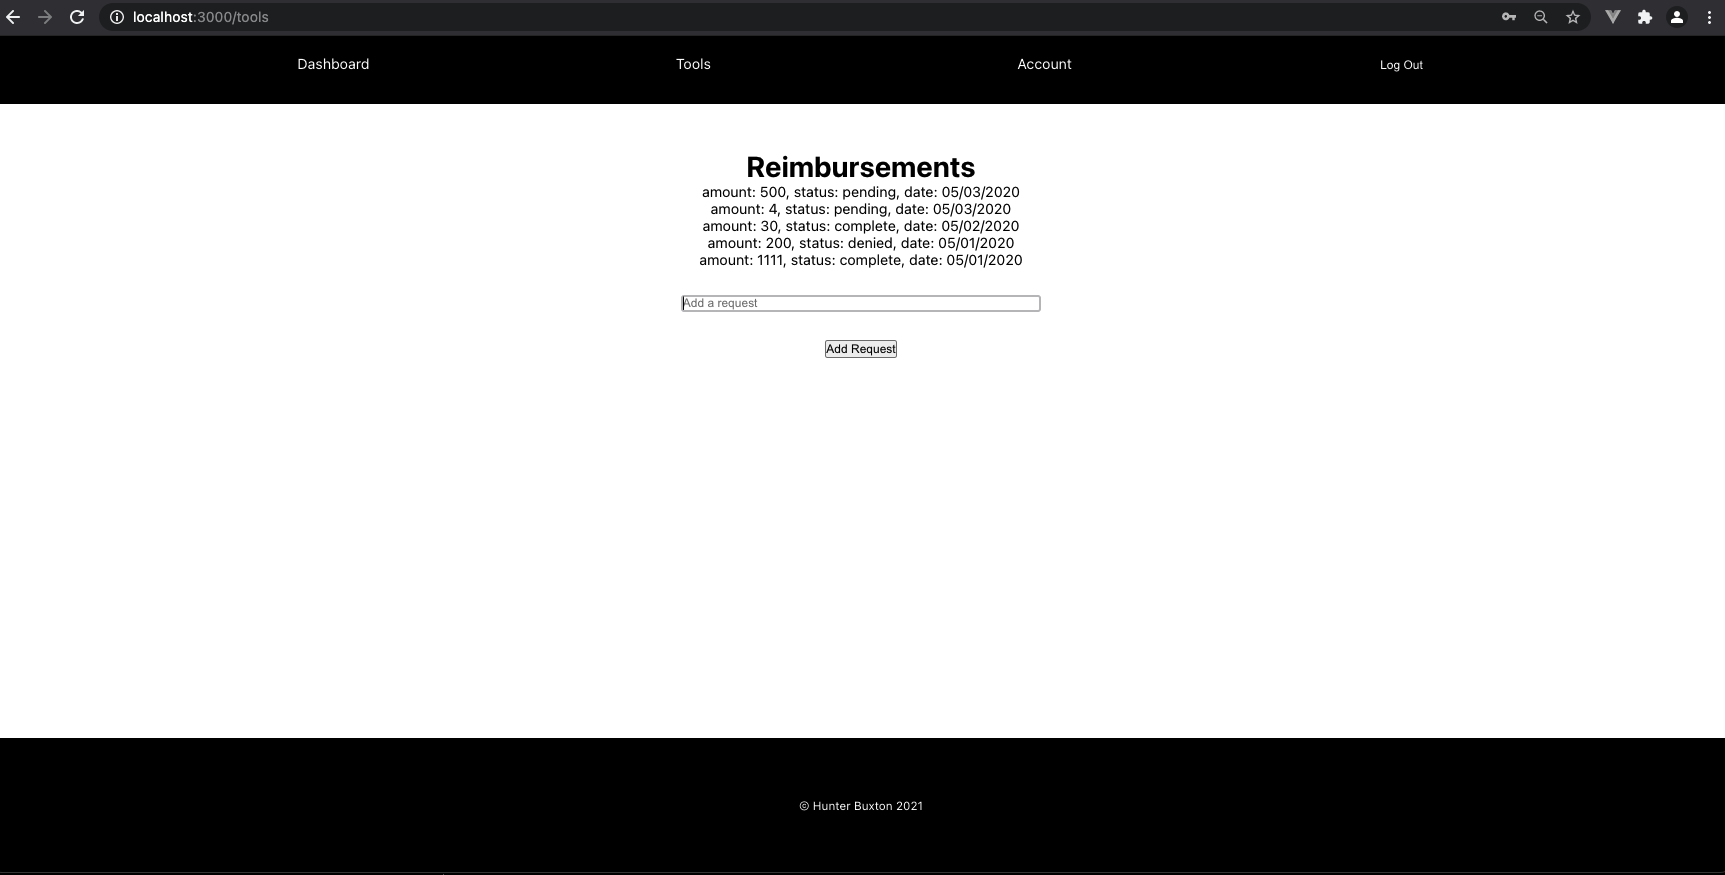 localhost:3000/tools
Dashboard Tools Account Log Out
Reimbursements
amount: 500, status: pending, date: 05/03/2020
amount: 4, status: pending, date: 05/03/2020
amount: 30, status: complete, date: 05/02/2020
amount: 200, status: denied, date: 05/01/2020
amount: 1111, status: complete, date: 05/01/2020
Add a request
Add Request
© Hunter Buxton 2021